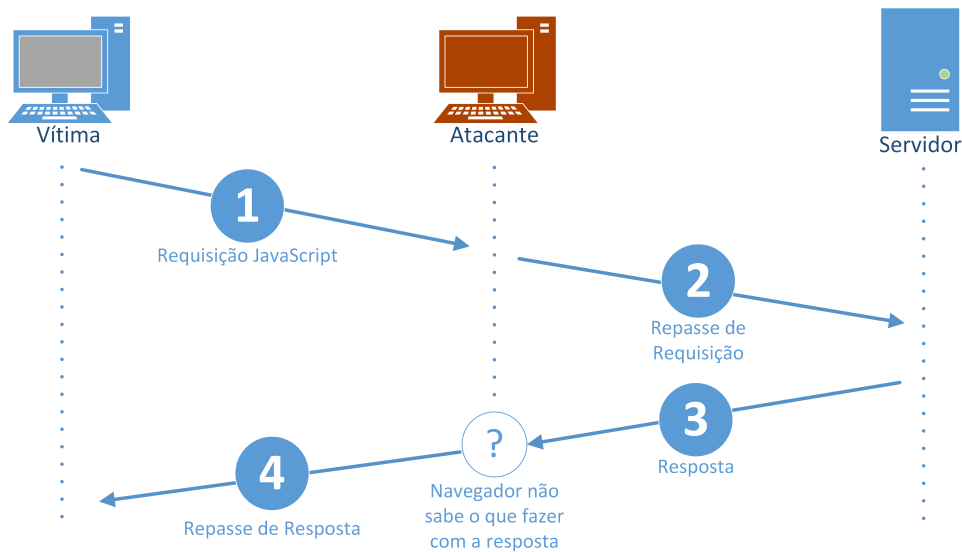 Vítima
Atacante
Servidor
1
Requisição JavaScript
2
Repasse de
Requisição
3
Resposta
?
Navegador não
sabe o que fazer
com a resposta
4
Repasse de Resposta